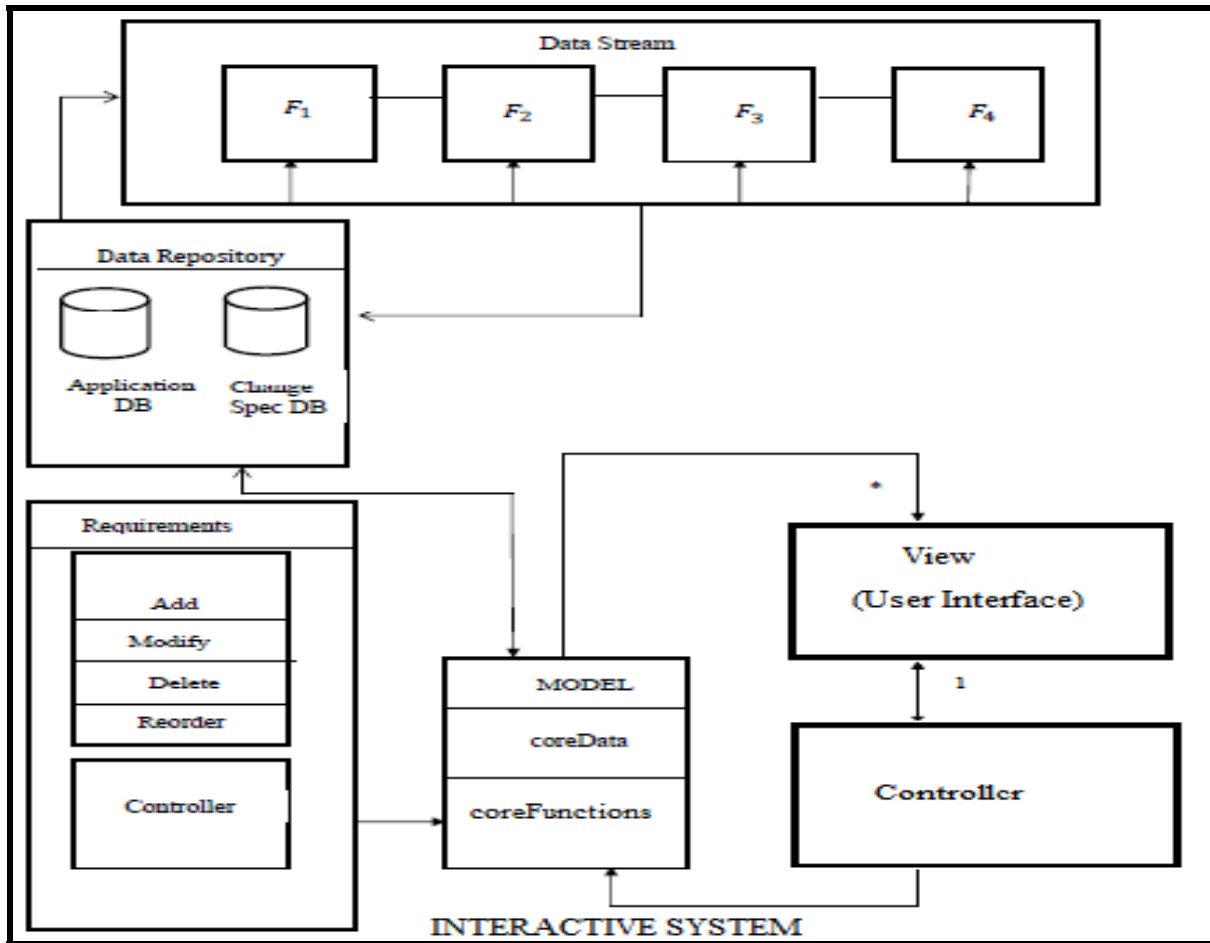 Data Stream
F₁
F₂
F₃
F₄
Data Repository
Application
DB
Change
Spec DB
Requirements
Add
Modify
Delete
Reorder
Controller
MODEL
coreData
coreFunctions
*
View
(User Interface)
1
Controller
INTERACTIVE SYSTEM